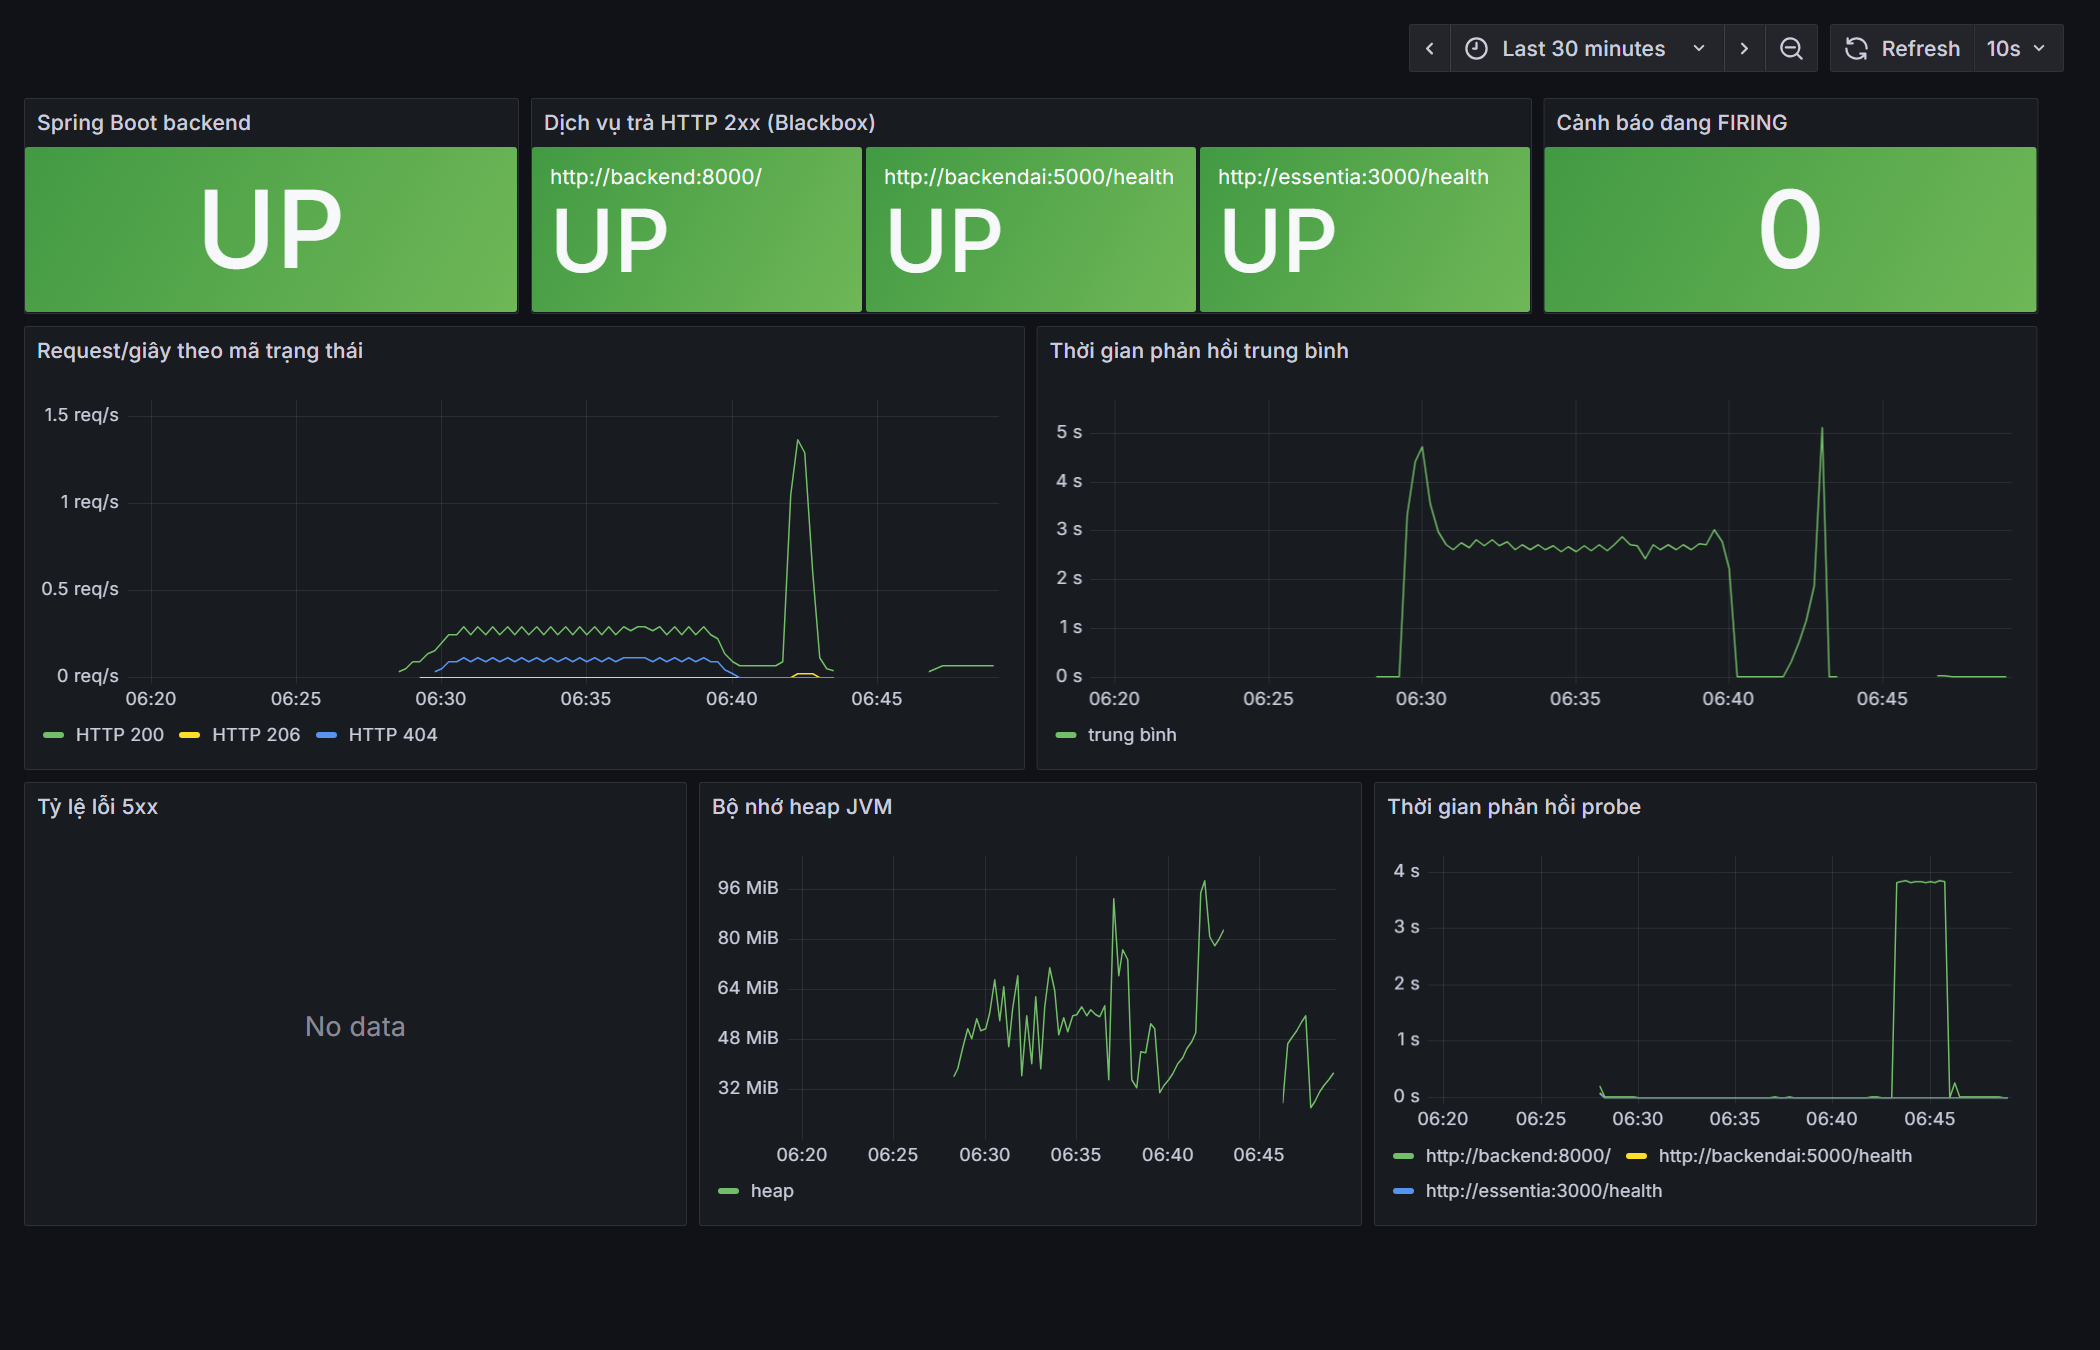 Last 30 minutes
Refresh
10s
Spring Boot backend
UP
Dịch vụ trả HTTP 2xx (Blackbox)
http://backend:8000/
UP
http://backendai:5000/health
UP
http://essentia:3000/health
UP
Cảnh báo đang FIRING
0
Request/giây theo mã trạng thái
1.5 req/s
1 req/s
0.5 req/s
0 req/s
06:20 06:25 06:30 06:35 06:40 06:45
HTTP 200 HTTP 206 HTTP 404
Thời gian phản hồi trung bình
5 s
4 s
3 s
2 s
1 s
0 s
06:20 06:25 06:30 06:35 06:40 06:45
trung bình
Tỷ lệ lỗi 5xx
No data
Bộ nhớ heap JVM
96 MiB
80 MiB
64 MiB
48 MiB
32 MiB
06:20 06:25 06:30 06:35 06:40 06:45
heap
Thời gian phản hồi probe
4 s
3 s
2 s
1 s
0 s
06:20 06:25 06:30 06:35 06:40 06:45
http://backend:8000/ http://backendai:5000/health
http://essentia:3000/health